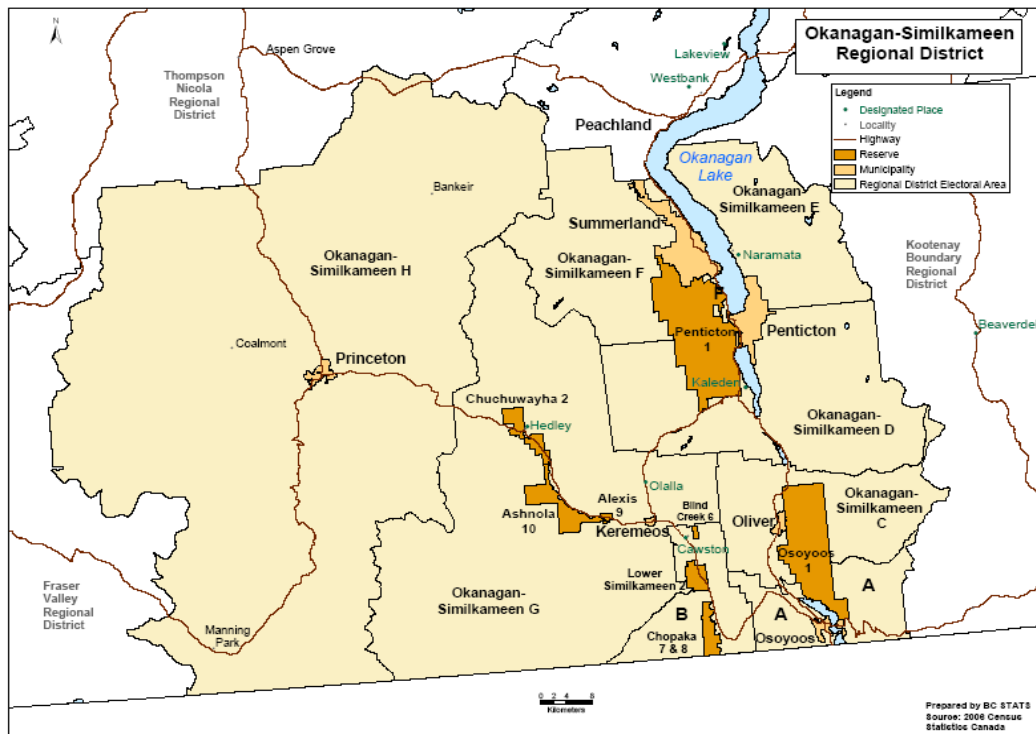 N
Okanagan-Similkameen
Regional District
Legend
Designated Place
Locality
Highway
Reserve
Municipality
Regional District Electoral Area
Aspen Grove
Lakeview
Westbank
Thompson
Nicola
Regional
District
Peachland
Okanagan
Lake
Okanagan-
Similkameen E
Bankeir
Summerland
Okanagan-
Similkameen H
Okanagan-
Similkameen F
Naramata
Kootenay
Boundary
Regional
District
F
Penticton
1
Penticton
Beaverdel
Coalmont
Princeton
Kaleden
Chuchuwayha 2
Hedley
Okanagan-
Similkameen D
Olalla
Alexis
9
Ashnola
10
Keremeos
Blind
Creek 6
Oliver
Okanagan-
Similkameen
C
Cawston
Osoyoos
1
Lower
Similkameen 2
A
Fraser
Valley
Regional
District
Okanagan-
Similkameen G
B
A
Manning
Park
Chopaka
7 & 8
Osoyoos
0 2 4 8
Kilometers
Prepared by BC STATS
Source: 2006 Census
Statistics Canada